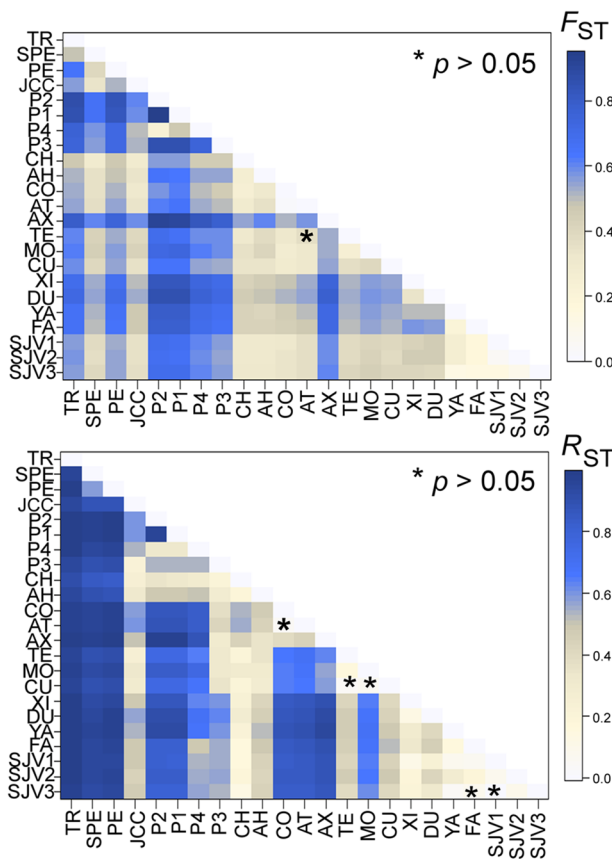 F_ST
* p > 0.05
TR
SPE
PE
JCC
P2
P1
P4
P3
CH
AH
CO
AT
AX
TE
MO
CU
XI
DU
YA
FA
SJV1
SJV2
SJV3
*
0.8
0.6
0.4
0.2
0.0
TR SPE PE JCC P2 P1 P4 P3 CH AH CO AT AX TE MO CU XI DU YA FA SJV1 SJV2 SJV3
R_ST
* p > 0.05
TR
SPE
PE
JCC
P2
P1
P4
P3
CH
AH
CO
AT *
AX
TE
MO
CU * *
XI
DU
YA
FA
SJV1
SJV2
SJV3 * *
0.8
0.6
0.4
0.2
0.0
TR SPE PE JCC P2 P1 P4 P3 CH AH CO AT AX TE MO CU XI DU YA FA SJV1 SJV2 SJV3